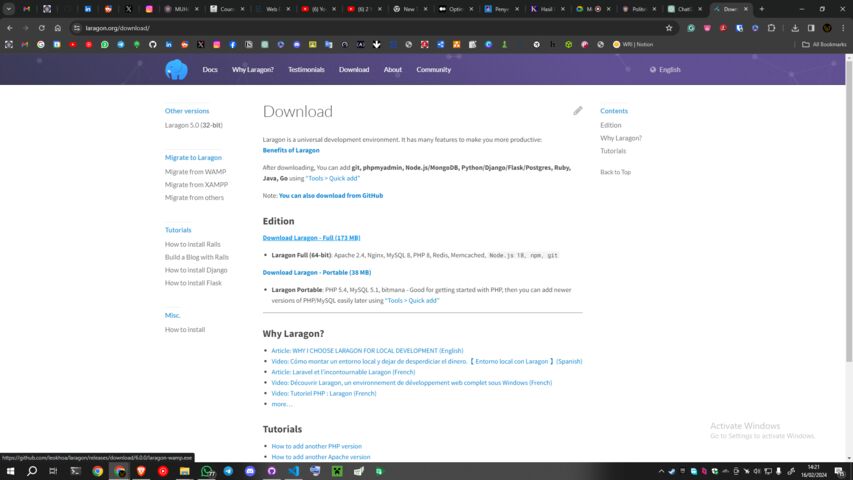 MUH
Coun
Web
(6) Yo
(6) 2
New
Optim
Penye
Hasil
M
Politek
Chat
Down
laragon.org/download/
WRI | Notion
All Bookmarks
Docs
Why Laragon?
Testimonials
Download
About
Community
English
Other versions
Laragon 5.0 (32-bit)
Migrate to Laragon
Migrate from WAMP
Migrate from XAMPP
Migrate from others
Tutorials
How to install Rails
Build a Blog with Rails
How to install Django
How to install Flask
Misc.
How to install
Download
Laragon is a universal development environment. It has many features to make you more productive:
Benefits of Laragon
After downloading, You can add git, phpmyadmin, Node.js/MongoDB, Python/Django/Flask/Postgres, Ruby,
Java, Go using "Tools > Quick add"
Note: You can also download from GitHub
Edition
Download Laragon - Full (173 MB)
• Laragon Full (64-bit): Apache 2.4, Nginx, MySQL 8, PHP 8, Redis, Memcached, Node.js 18, npm, git
Download Laragon - Portable (38 MB)
• Laragon Portable: PHP 5.4, MySQL 5.1, bitmana - Good for getting started with PHP, then you can add newer
versions of PHP/MySQL easily later using "Tools > Quick add"
Why Laragon?
• Article: WHY I CHOOSE LARAGON FOR LOCAL DEVELOPMENT (English)
• Video: Cómo montar un entorno local y dejar de desperdiciar el dinero.【 Entorno local con Laragon 】(Spanish)
• Article: Laravel et l'incontournable Laragon (French)
• Video: Découvrir Laragon, un environnement de développement web complet sous Windows (French)
• Video: Tutoriel PHP : Laragon (French)
• more…
Tutorials
• How to add another PHP version
• How to add another Apache version
Contents
Edition
Why Laragon?
Tutorials
Back to Top
Activate Windows
Go to Settings to activate Windows.
https://github.com/leokhoa/laragon/releases/download/6.0.0/laragon-wamp.exe
77
14:21
16/02/2024